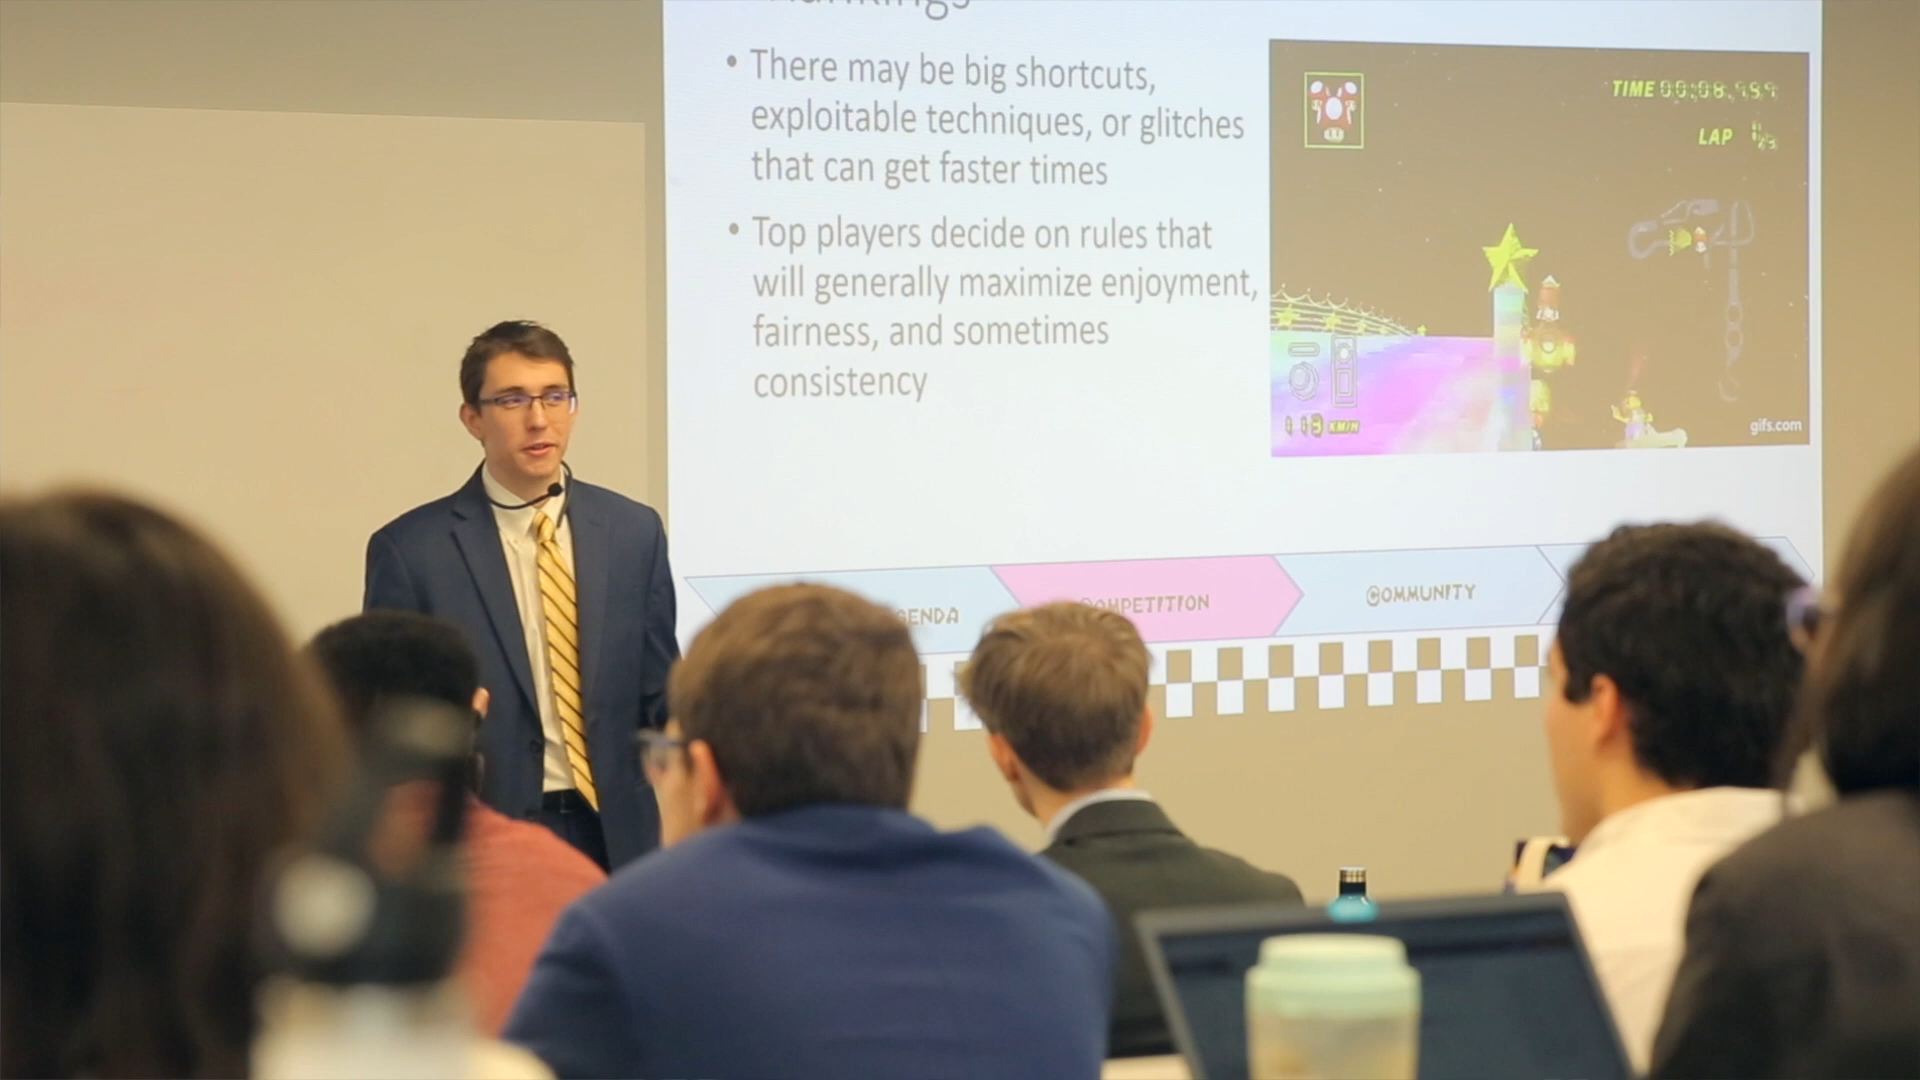 • There may be big shortcuts,
exploitable techniques, or glitches
that can get faster times
• Top players decide on rules that
will generally maximize enjoyment,
fairness, and sometimes
consistency
TIME
LAP
KM/H
gifs.com
COMPETITION
COMMUNITY